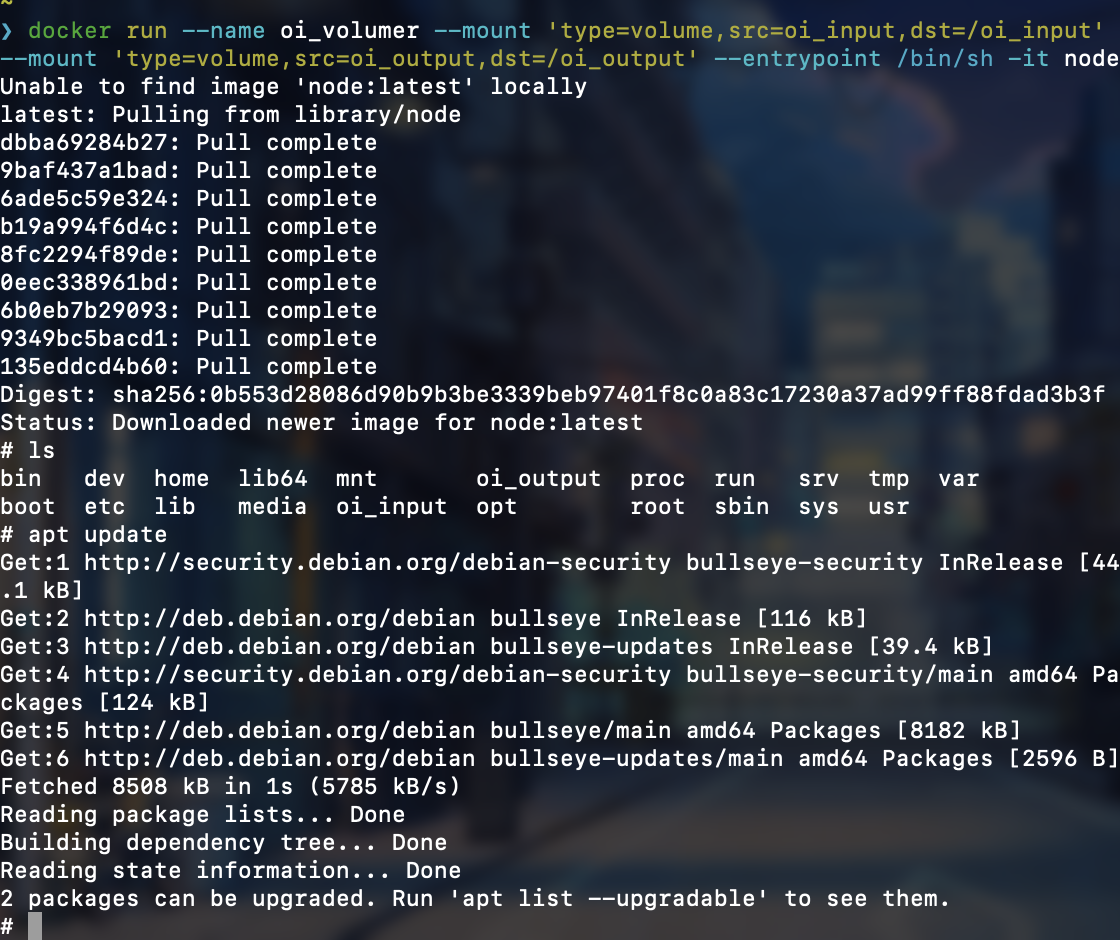 ~
❯ docker run --name oi_volumer --mount 'type=volume,src=oi_input,dst=/oi_input'
--mount 'type=volume,src=oi_output,dst=/oi_output' --entrypoint /bin/sh -it node
Unable to find image 'node:latest' locally
latest: Pulling from library/node
dbba69284b27: Pull complete
9baf437a1bad: Pull complete
6ade5c59e324: Pull complete
b19a994f6d4c: Pull complete
8fc2294f89de: Pull complete
0eec338961bd: Pull complete
6b0eb7b29093: Pull complete
9349bc5bacd1: Pull complete
135eddcd4b60: Pull complete
Digest: sha256:0b553d28086d90b9b3be3339beb97401f8c0a83c17230a37ad99ff88fdad3b3f
Status: Downloaded newer image for node:latest
# ls
bin   dev  home  lib64  mnt       oi_output  proc  run   srv  tmp  var
boot  etc  lib   media  oi_input  opt        root  sbin  sys  usr
# apt update
Get:1 http://security.debian.org/debian-security bullseye-security InRelease [44
.1 kB]
Get:2 http://deb.debian.org/debian bullseye InRelease [116 kB]
Get:3 http://deb.debian.org/debian bullseye-updates InRelease [39.4 kB]
Get:4 http://security.debian.org/debian-security bullseye-security/main amd64 Pa
ckages [124 kB]
Get:5 http://deb.debian.org/debian bullseye/main amd64 Packages [8182 kB]
Get:6 http://deb.debian.org/debian bullseye-updates/main amd64 Packages [2596 B]
Fetched 8508 kB in 1s (5785 kB/s)
Reading package lists... Done
Building dependency tree... Done
Reading state information... Done
2 packages can be upgraded. Run 'apt list --upgradable' to see them.
#